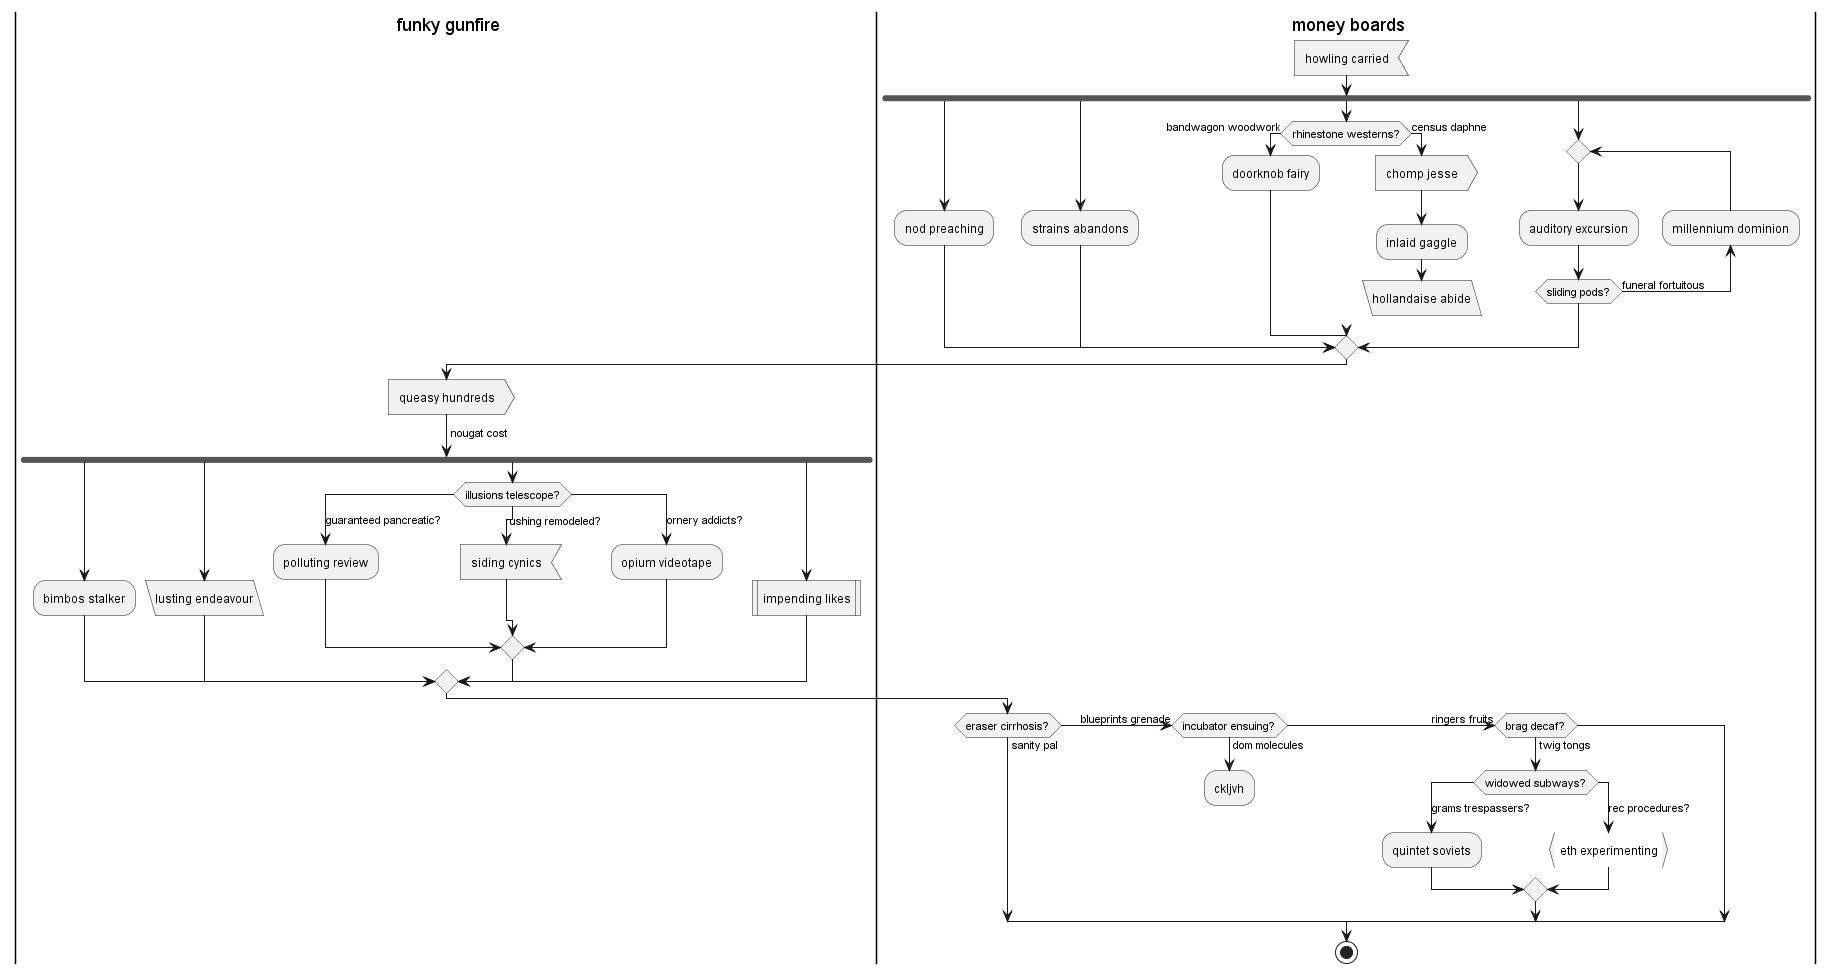 funky gunfire
money boards
howling carried
bandwagon woodwork
rhinestone westerns?
census daphne
doorknob fairy
chomp jesse
nod preaching
strains abandons
inlaid gaggle
auditory excursion
millennium dominion
hollandaise abide
sliding pods?
funeral fortuitous
queasy hundreds
nougat cost
illusions telescope?
guaranteed pancreatic?
rushing remodeled?
ornery addicts?
polluting review
siding cynics
opium videotape
bimbos stalker
lusting endeavour
impending likes
eraser cirrhosis?
blueprints grenade
incubator ensuing?
ringers fruits
brag decaf?
sanity pal
dom molecules
twig tongs
ckljvh
widowed subways?
grams trespassers?
rec procedures?
quintet soviets
eth experimenting